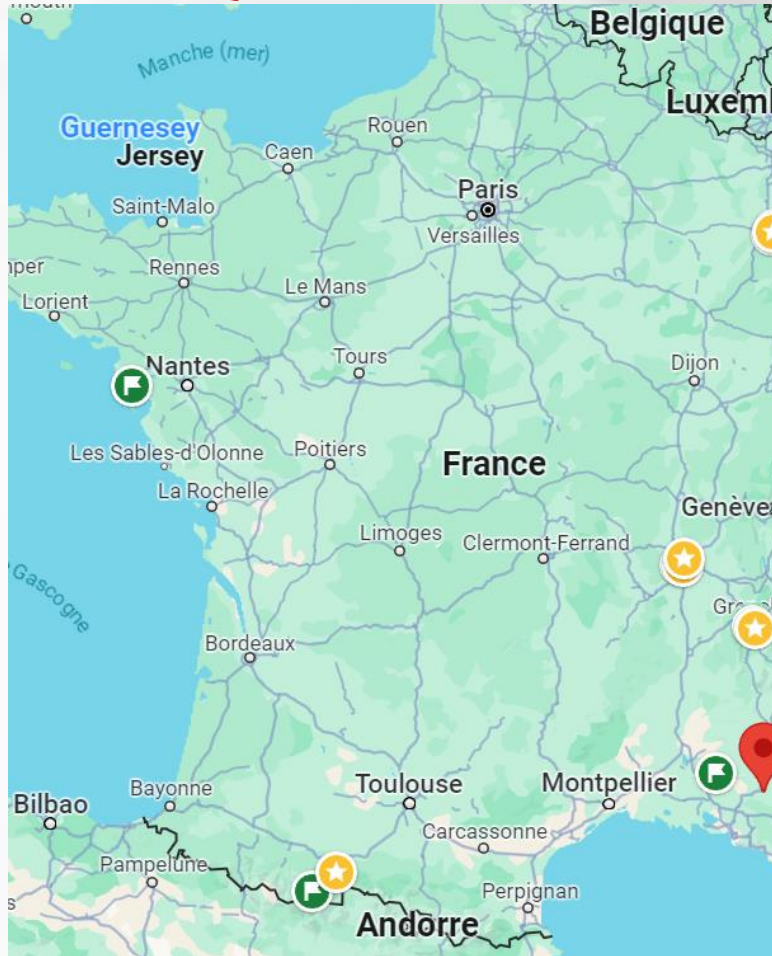 Belgique
Manche (mer)
Luxeml
Guernesey
Jersey
Rouen
Caen
Paris
Versailles
Saint-Malo
Rennes
nper
Le Mans
Lorient
Nantes
Tours
Dijon
Les Sables-d'Olonne
Poitiers
France
La Rochelle
Genève
Limoges
Clermont-Ferrand
Gascogne
Bordeaux
Bayonne
Toulouse
Montpellier
Bilbao
Carcassonne
Pampelune
Perpignan
Andorre